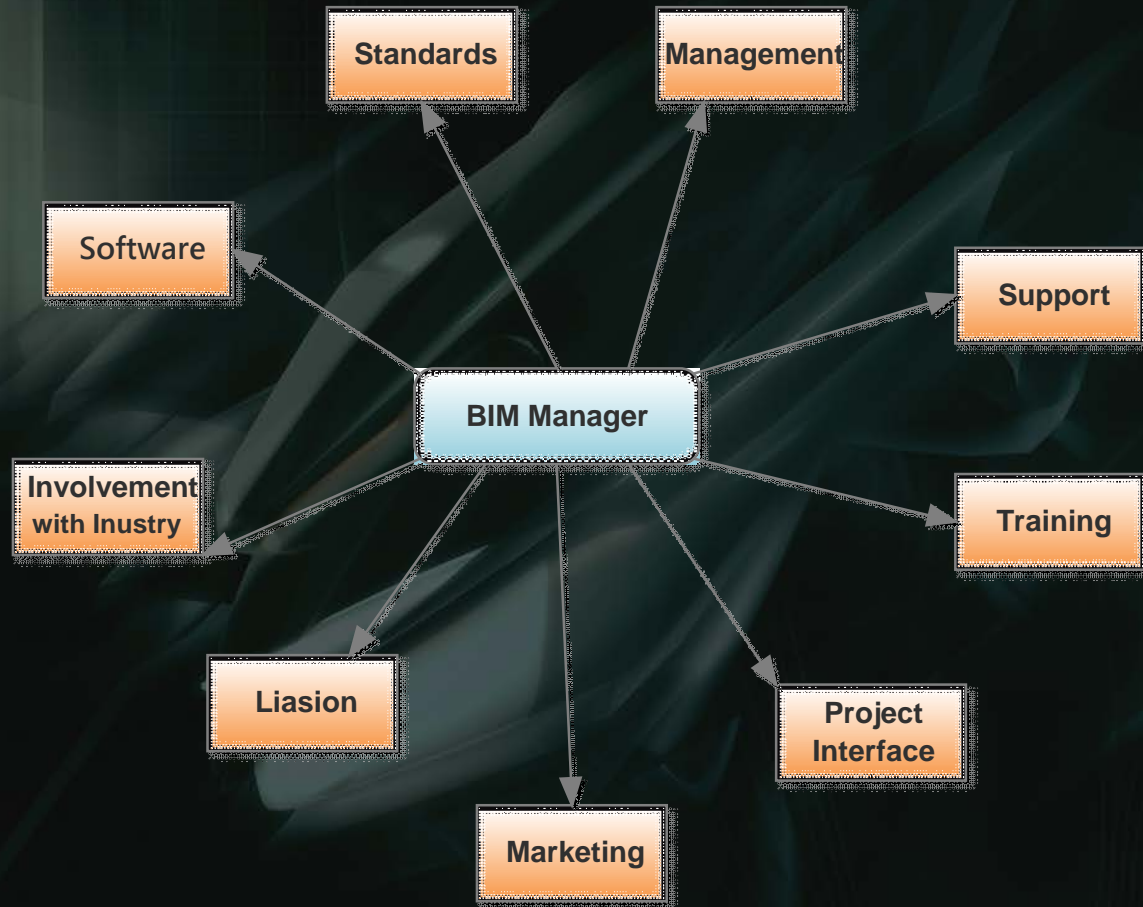 Standards
Management
Software
Support
BIM Manager
Involvement
with Inustry
Training
Liasion
Project
Interface
Marketing